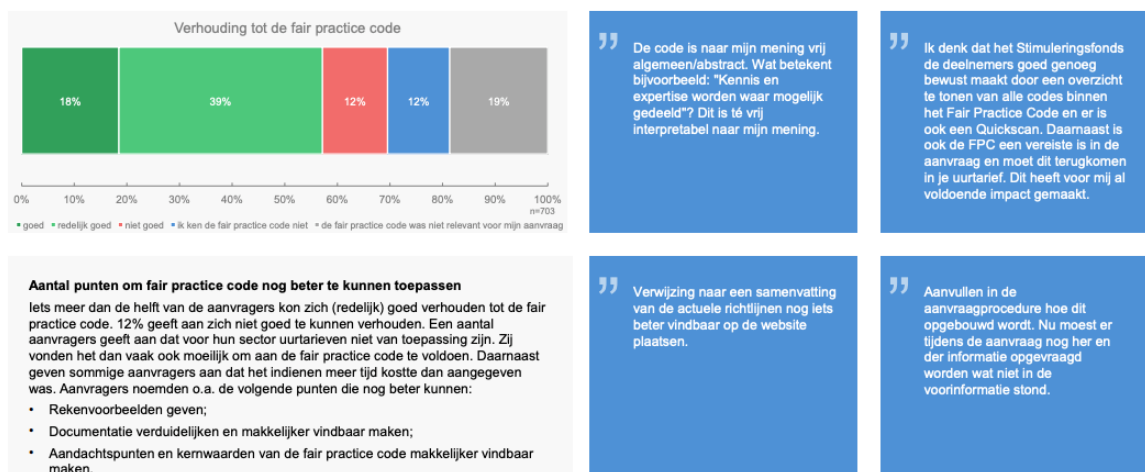 Verhouding tot de fair practice code
18%
39%
12%
12%
19%
0%
10%
20%
30%
40%
50%
60%
70%
80%
90%
100%
n=703
goed
redelijk goed
niet goed
ik ken de fair practice code niet
de fair practice code was niet relevant voor mijn aanvraag
”
De code is naar mijn mening vrij
algemeen/abstract. Wat betekent
bijvoorbeeld: "Kennis en
expertise worden waar mogelijk
gedeeld"? Dit is té vrij
interpretabel naar mijn mening.
”
Ik denk dat het Stimuleringsfonds
de deelnemers goed genoeg
bewust maakt door een overzicht
te tonen van alle codes binnen
het Fair Practice Code en er is
ook een Quickscan. Daarnaast is
ook de FPC een vereiste is in de
aanvraag en moet dit terugkomen
in je uurtarief. Dit heeft voor mij al
voldoende impact gemaakt.
Aantal punten om fair practice code nog beter te kunnen toepassen
Iets meer dan de helft van de aanvragers kon zich (redelijk) goed verhouden tot de fair
practice code. 12% geeft aan zich niet goed te kunnen verhouden. Een aantal
aanvragers geeft aan dat voor hun sector uurtarieven niet van toepassing zijn. Zij
vonden het dan vaak ook moeilijk om aan de fair practice code te voldoen. Daarnaast
geven sommige aanvragers aan dat het indienen meer tijd kostte dan aangegeven
was. Aanvragers noemden o.a. de volgende punten die nog beter kunnen:
• Rekenvoorbeelden geven;
• Documentatie verduidelijken en makkelijker vindbaar maken;
• Aandachtspunten en kernwaarden van de fair practice code makkelijker vindbaar
maken.
”
Verwijzing naar een samenvatting
van de actuele richtlijnen nog iets
beter vindbaar op de website
plaatsen.
”
Aanvullen in de
aanvraagprocedure hoe dit
opgebouwd wordt. Nu moest er
tijdens de aanvraag nog her en
der informatie opgevraagd
worden wat niet in de
voorinformatie stond.